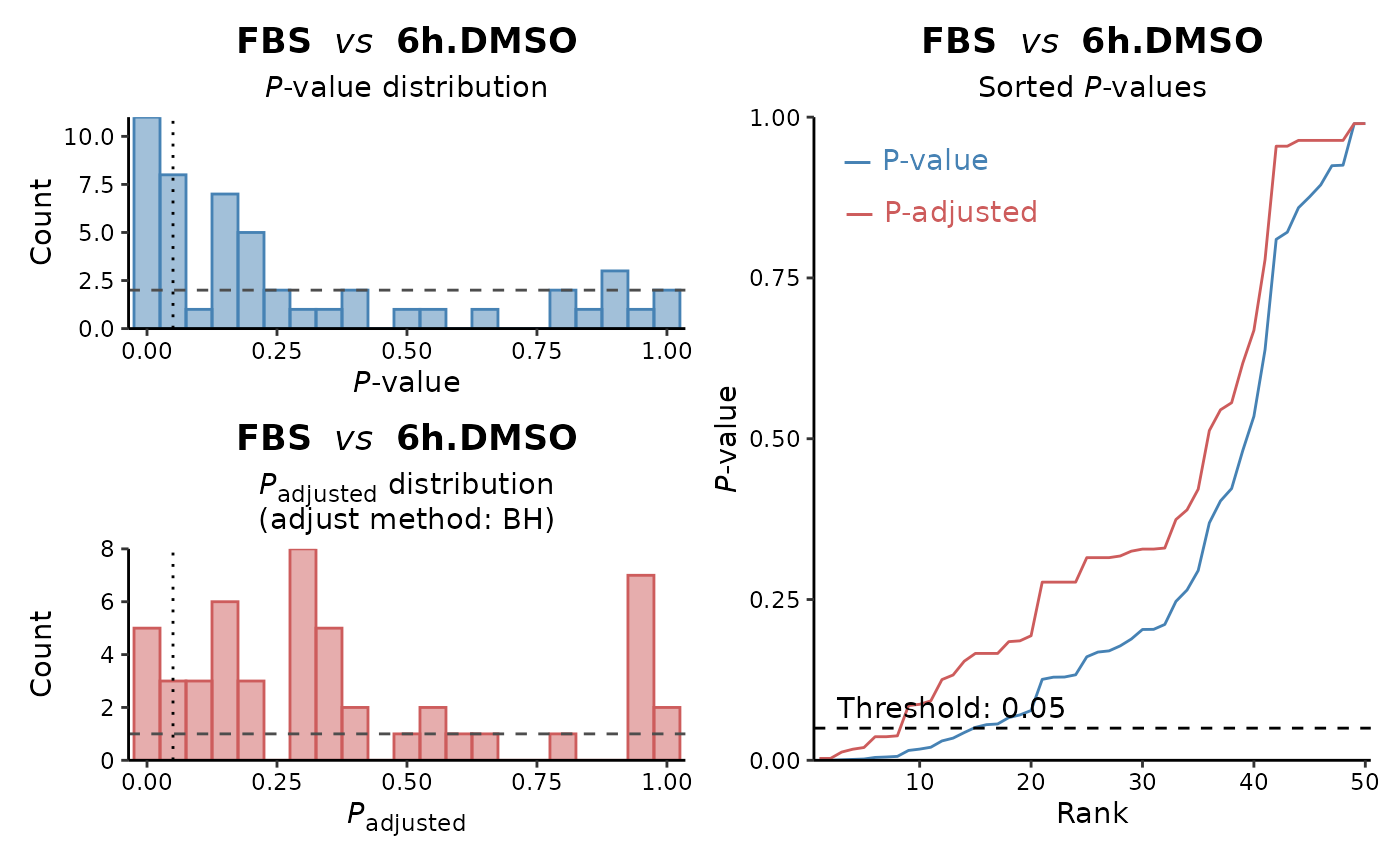 FBS vs 6h.DMSO
P-value distribution
10.0
7.5
5.0
2.5
0.0
Count
0.00 0.25 0.50 0.75 1.00
P-value
FBS vs 6h.DMSO
Padjusted distribution
(adjust method: BH)
8
6
4
2
0
Count
0.00 0.25 0.50 0.75 1.00
Padjusted
FBS vs 6h.DMSO
Sorted P-values
1.00
0.75
0.50
0.25
0.00
P-value
P-value
P-adjusted
Threshold: 0.05
10 20 30 40 50
Rank